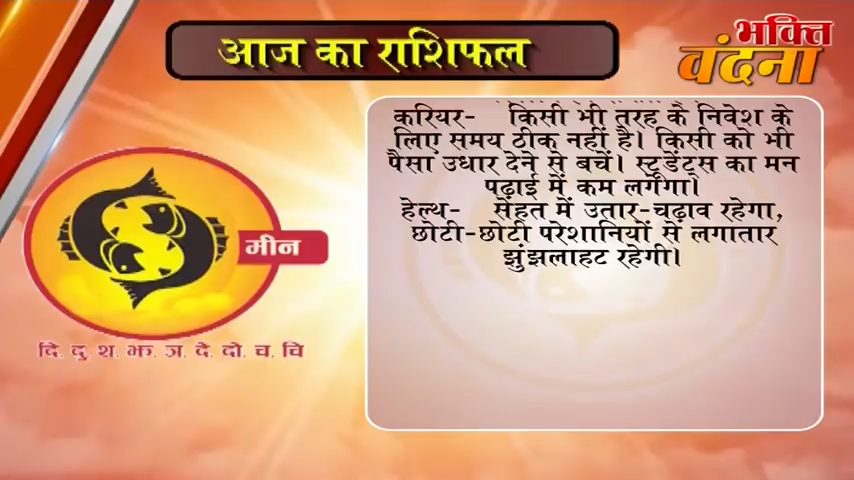 आज का राशिफल
भक्ति
वंदना
करियर- किसी भी तरह के निवेश के
लिए समय ठीक नहीं है। किसी को भी
पैसा उधार देने से बचें। स्टूडेंट्स का मन
पढ़ाई में कम लगेगा।
हेल्थ- सेहत में उतार-चढ़ाव रहेगा,
छोटी-छोटी परेशानियों से लगातार
झुंझलाहट रहेगी।
मीन
दि. दु. श. झ. ञ. दे. दो. च. चि